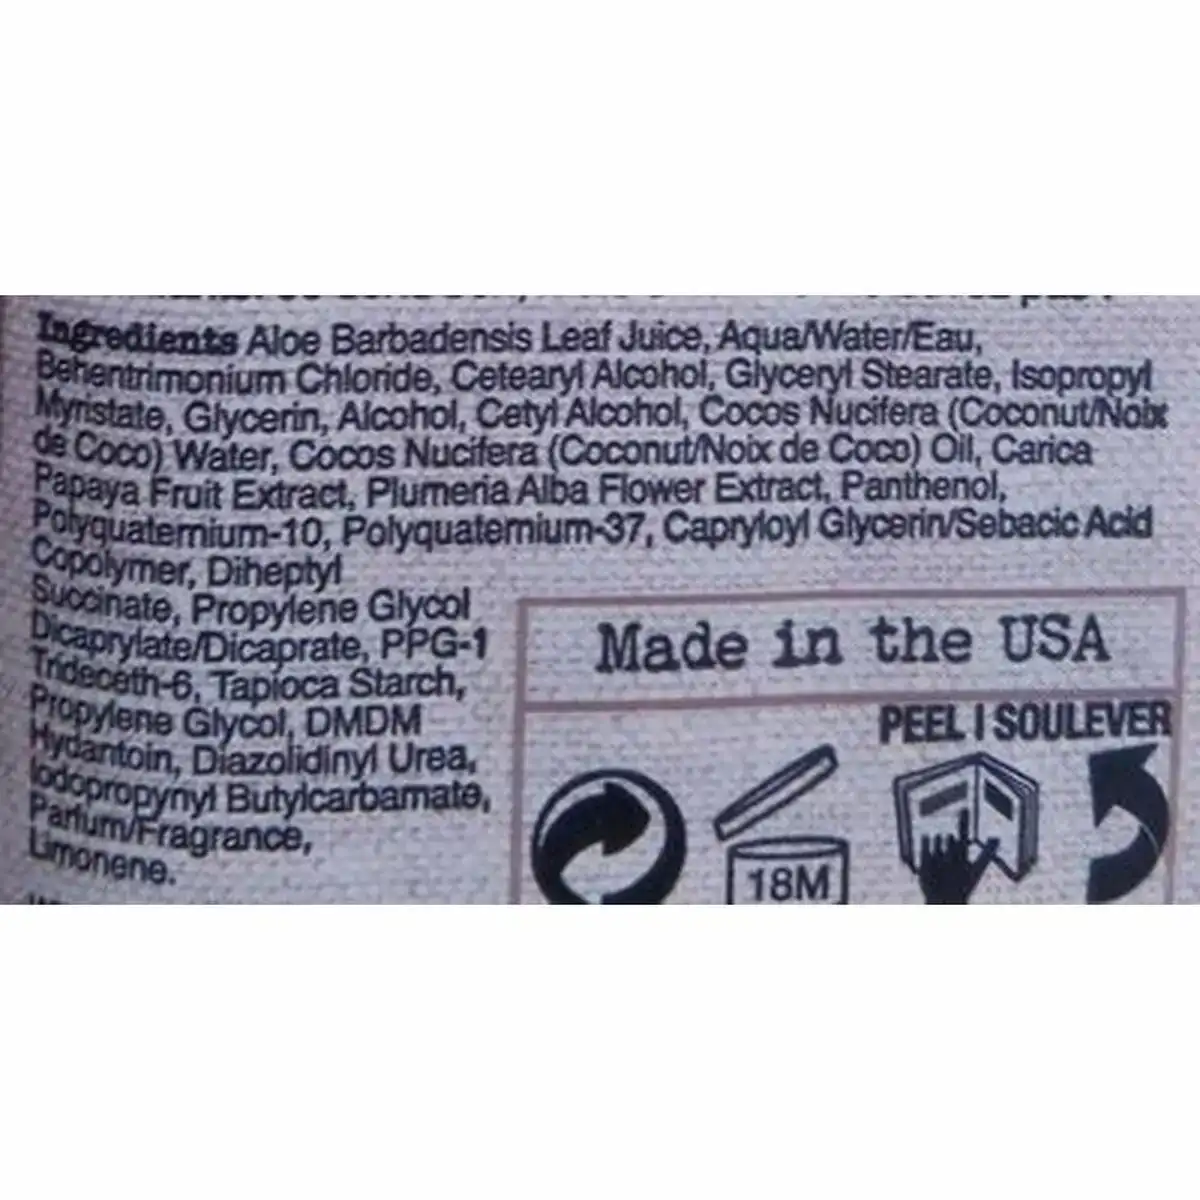 Ingredients Aloe Barbadensis Leaf Juice, Aqua/Water/Eau,
Behentrimonium Chloride, Cetearyl Alcohol, Glyceryl Stearate, Isopropyl
Myristate, Glycerin, Alcohol, Cetyl Alcohol, Cocos Nucifera (Coconut/Noix
de Coco) Water, Cocos Nucifera (Coconut/Noix de Coco) Oil, Carica
Papaya Fruit Extract, Plumeria Alba Flower Extract, Panthenol,
Polyquaternium-10, Polyquaternium-37, Capryloyl Glycerin/Sebacic Acid
Copolymer, Diheptyl
Succinate, Propylene Glycol
Dicaprylate/Dicaprate, PPG-1
Trideceth-6, Tapioca Starch,
Propylene Glycol, DMDM
Hydantoin, Diazolidinyl Urea,
Iodopropynyl Butylcarbamate,
Parfum/Fragrance,
Limonene.
Made in the USA
PEEL | SOULEVER
18M